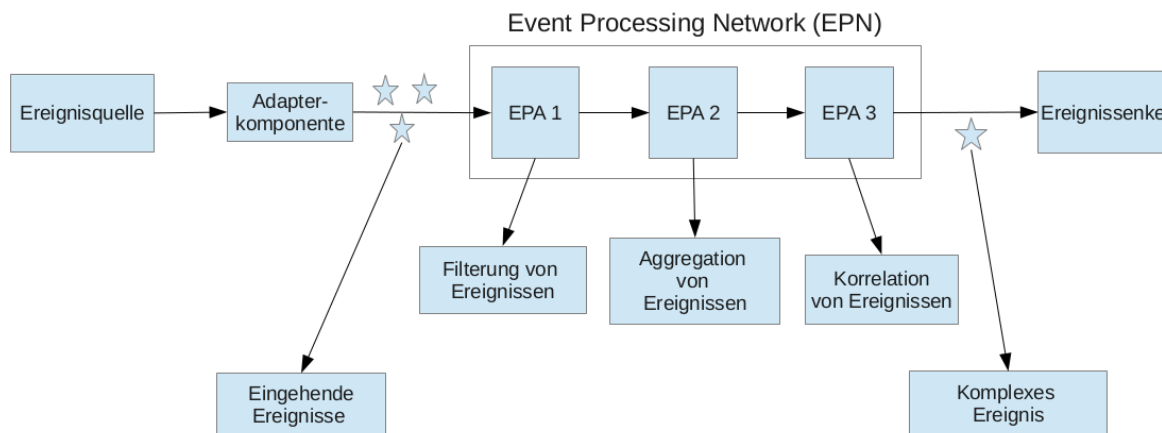 Event Processing Network (EPN)
Ereignisquelle
Adapter-
komponente
EPA 1
EPA 2
EPA 3
Ereignissenke
Filterung von
Ereignissen
Aggregation
von
Ereignissen
Korrelation
von Ereignissen
Eingehende
Ereignisse
Komplexes
Ereignis